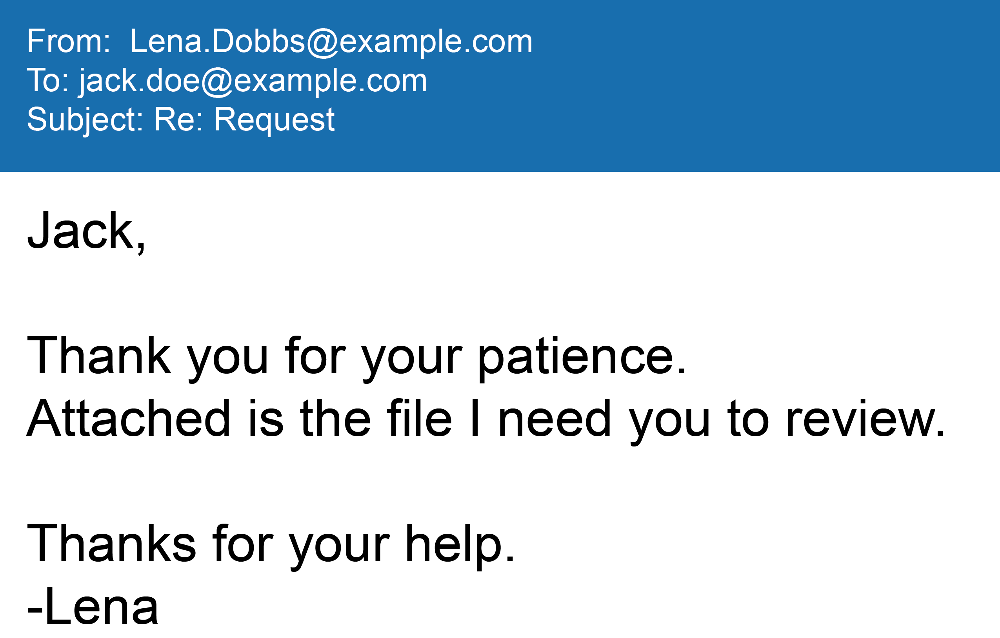 From:  Lena.Dobbs@example.com
To: jack.doe@example.com
Subject: Re: Request
Jack,
Thank you for your patience.
Attached is the file I need you to review.
Thanks for your help.
-Lena